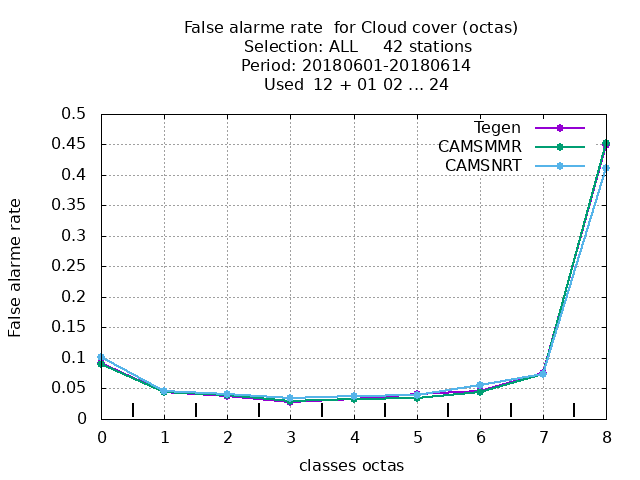 False alarme rate  for Cloud cover (octas)
Selection: ALL     42 stations
Period: 20180601-20180614
Used  12 + 01 02 ... 24
0.5
0.45
0.4
0.35
0.3
0.25
0.2
0.15
0.1
0.05
0
False alarme rate
Tegen
CAMSMMR
CAMSNRT
0 1 2 3 4 5 6 7 8
classes octas